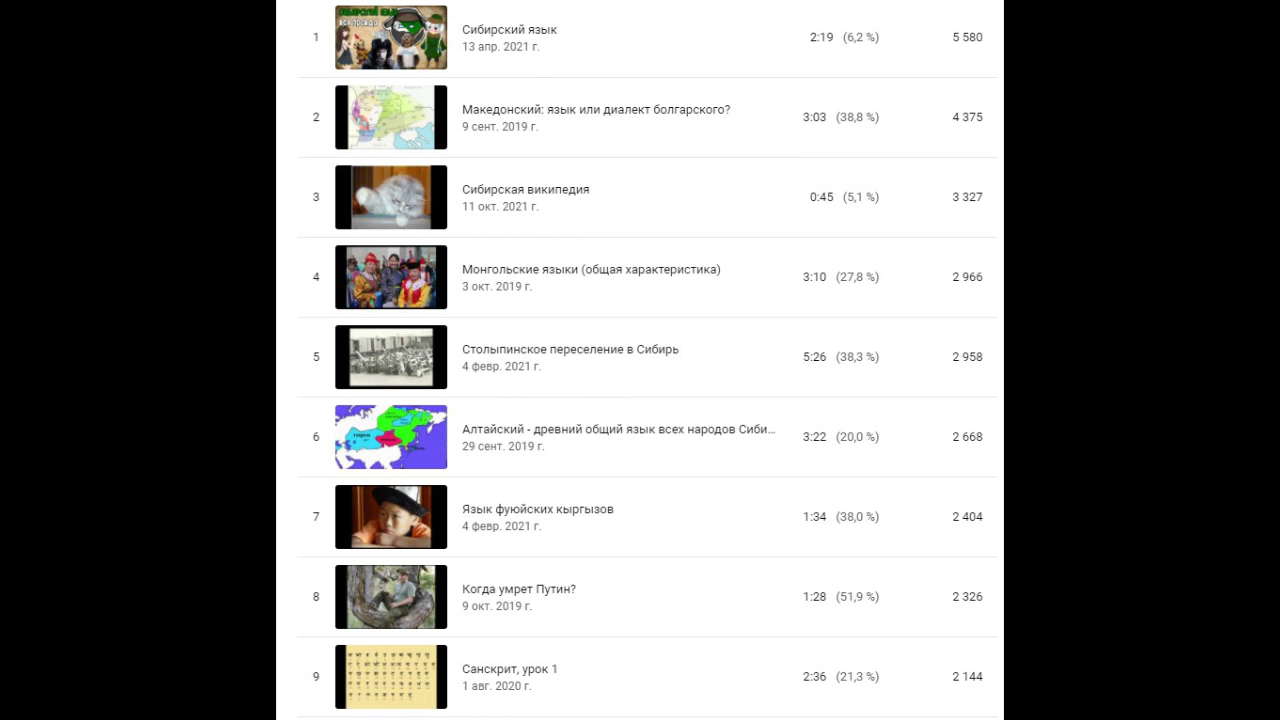 1
СИБИРСКИЙ ЯЗЫК
ВСЯ ПРАВДА
Сибирский язык
13 апр. 2021 г.
2:19 (6,2 %)
5 580
2
Македонский: язык или диалект болгарского?
9 сент. 2019 г.
3:03 (38,8 %)
4 375
3
Сибирская википедия
11 окт. 2021 г.
0:45 (5,1 %)
3 327
4
Монгольские языки (общая характеристика)
3 окт. 2019 г.
3:10 (27,8 %)
2 966
5
Столыпинское переселение в Сибирь
4 февр. 2021 г.
5:26 (38,3 %)
2 958
6
Алтайский - древний общий язык всех народов Сиби...
29 сент. 2019 г.
3:22 (20,0 %)
2 668
7
Язык фуюйских кыргызов
4 февр. 2021 г.
1:34 (38,0 %)
2 404
8
Когда умрет Путин?
9 окт. 2019 г.
1:28 (51,9 %)
2 326
9
Санскрит, урок 1
1 авг. 2020 г.
2:36 (21,3 %)
2 144